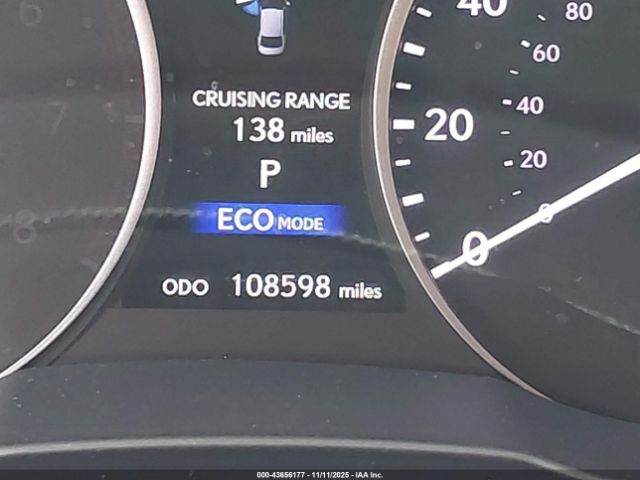 CRUISING RANGE
138 miles
P
ECO MODE
ODO 108598 miles
40
80
60
20
40
20
0
0
000-43656177 - 11/11/2025 - IAA Inc.